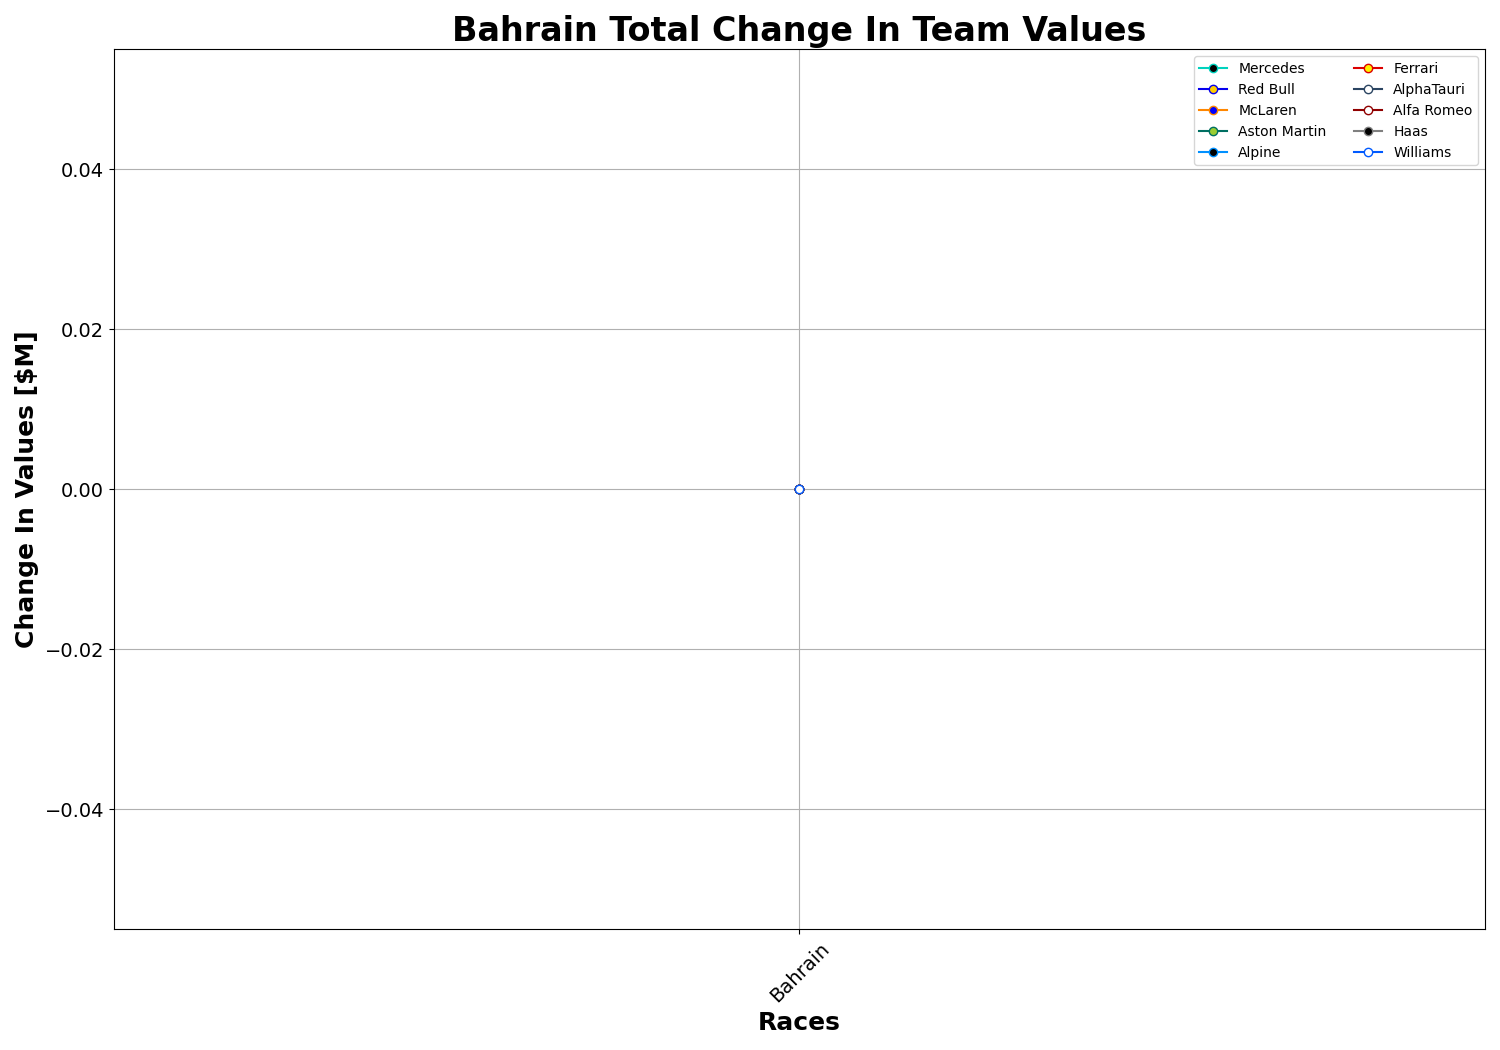 Bahrain Total Change In Team Values
Mercedes
Red Bull
McLaren
Aston Martin
Alpine
Ferrari
AlphaTauri
Alfa Romeo
Haas
Williams
Change In Values [$M]
0.04
0.02
0.00
−0.02
−0.04
Bahrain
Races